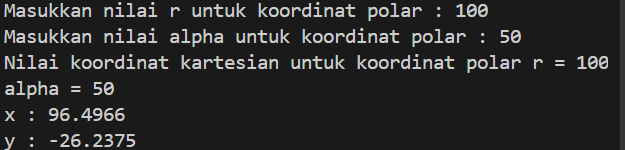 Masukkan nilai r untuk koordinat polar : 100
Masukkan nilai alpha untuk koordinat polar : 50
Nilai koordinat kartesian untuk koordinat polar r = 100
alpha = 50
x : 96.4966
y : -26.2375